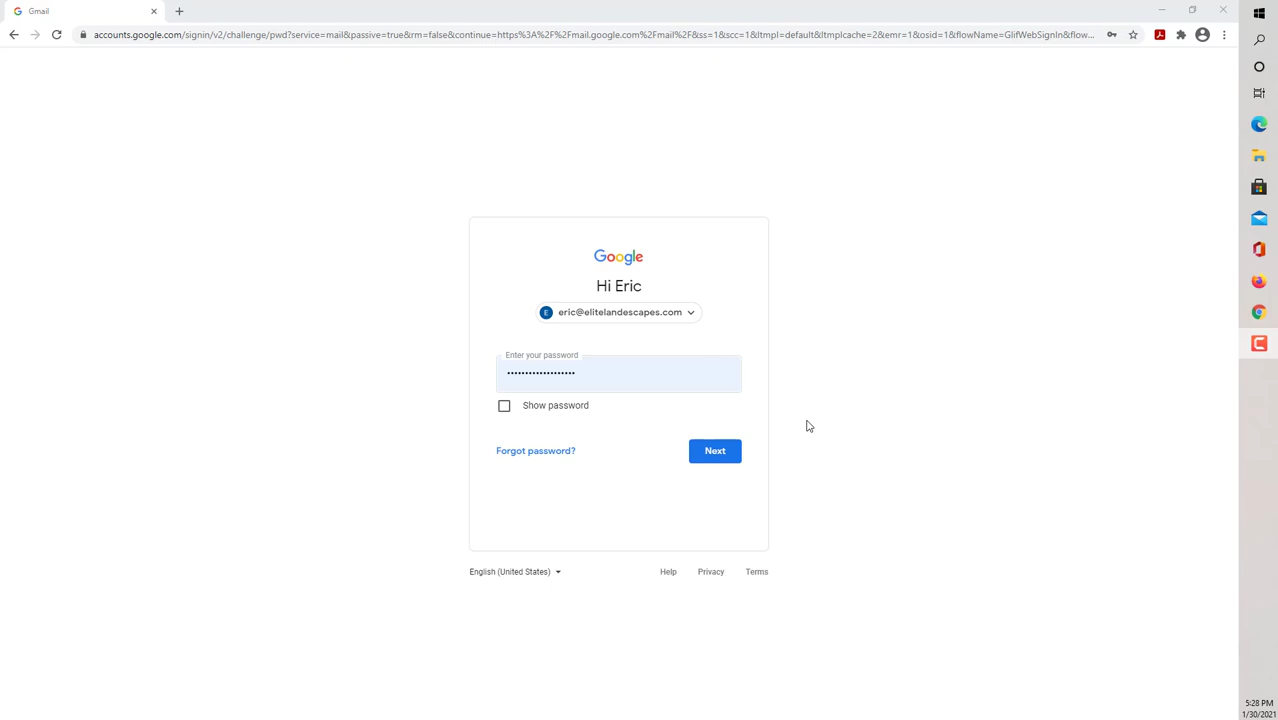 Gmail
accounts.google.com/signin/v2/challenge/pwd?service=mail&passive=true&rm=false&continue=https%3A%2F%2Fmail.google.com%2Fmail%2F&ss=1&scc=1&ltmpl=default&ltmplcache=2&emr=1&osid=1&flowName=GlifWebSignIn&flow...
Google
Hi Eric
E eric@elitelandescapes.com
Enter your password
•••••••••••••••••••
Show password
Forgot password?
Next
English (United States)
Help Privacy Terms
5:28 PM
1/30/2021